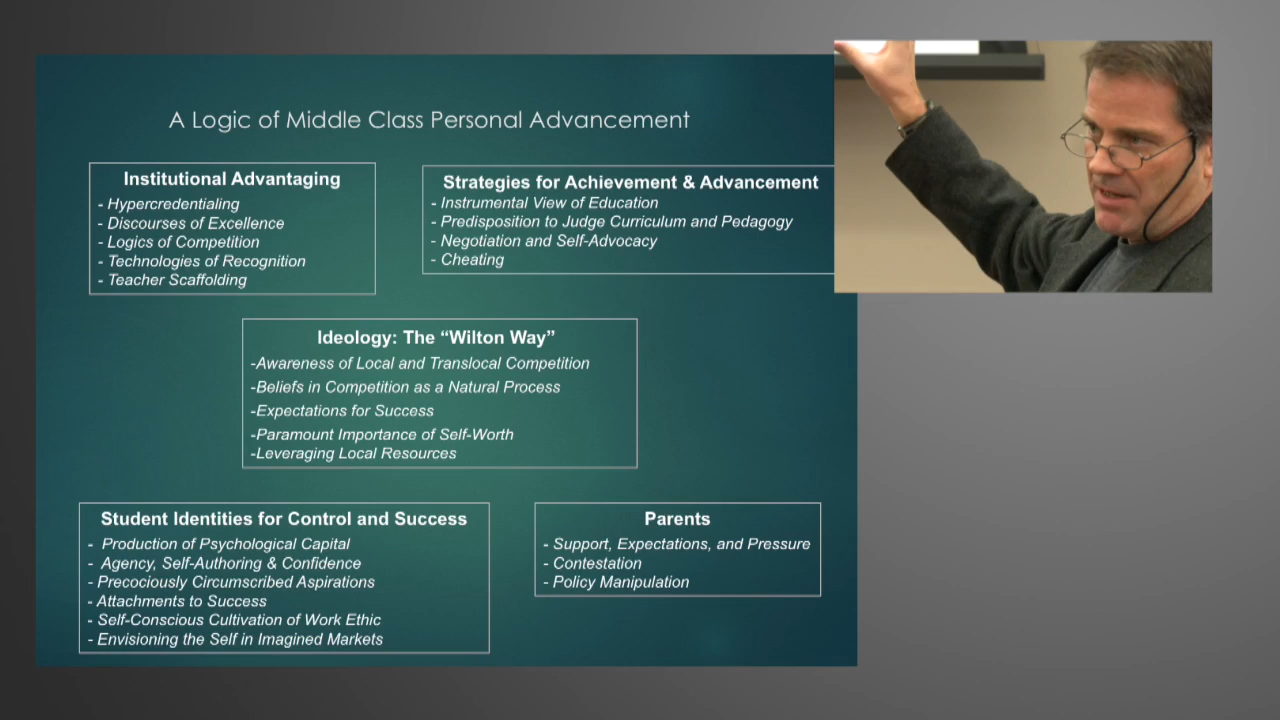 A Logic of Middle Class Personal Advancement
Institutional Advantaging
- Hypercredentialing
- Discourses of Excellence
- Logics of Competition
- Technologies of Recognition
- Teacher Scaffolding
Strategies for Achievement & Advancement
- Instrumental View of Education
- Predisposition to Judge Curriculum and Pedagogy
- Negotiation and Self-Advocacy
- Cheating
Ideology: The “Wilton Way”
-Awareness of Local and Translocal Competition
-Beliefs in Competition as a Natural Process
-Expectations for Success
-Paramount Importance of Self-Worth
-Leveraging Local Resources
Student Identities for Control and Success
- Production of Psychological Capital
- Agency, Self-Authoring & Confidence
- Precociously Circumscribed Aspirations
- Attachments to Success
- Self-Conscious Cultivation of Work Ethic
- Envisioning the Self in Imagined Markets
Parents
- Support, Expectations, and Pressure
- Contestation
- Policy Manipulation